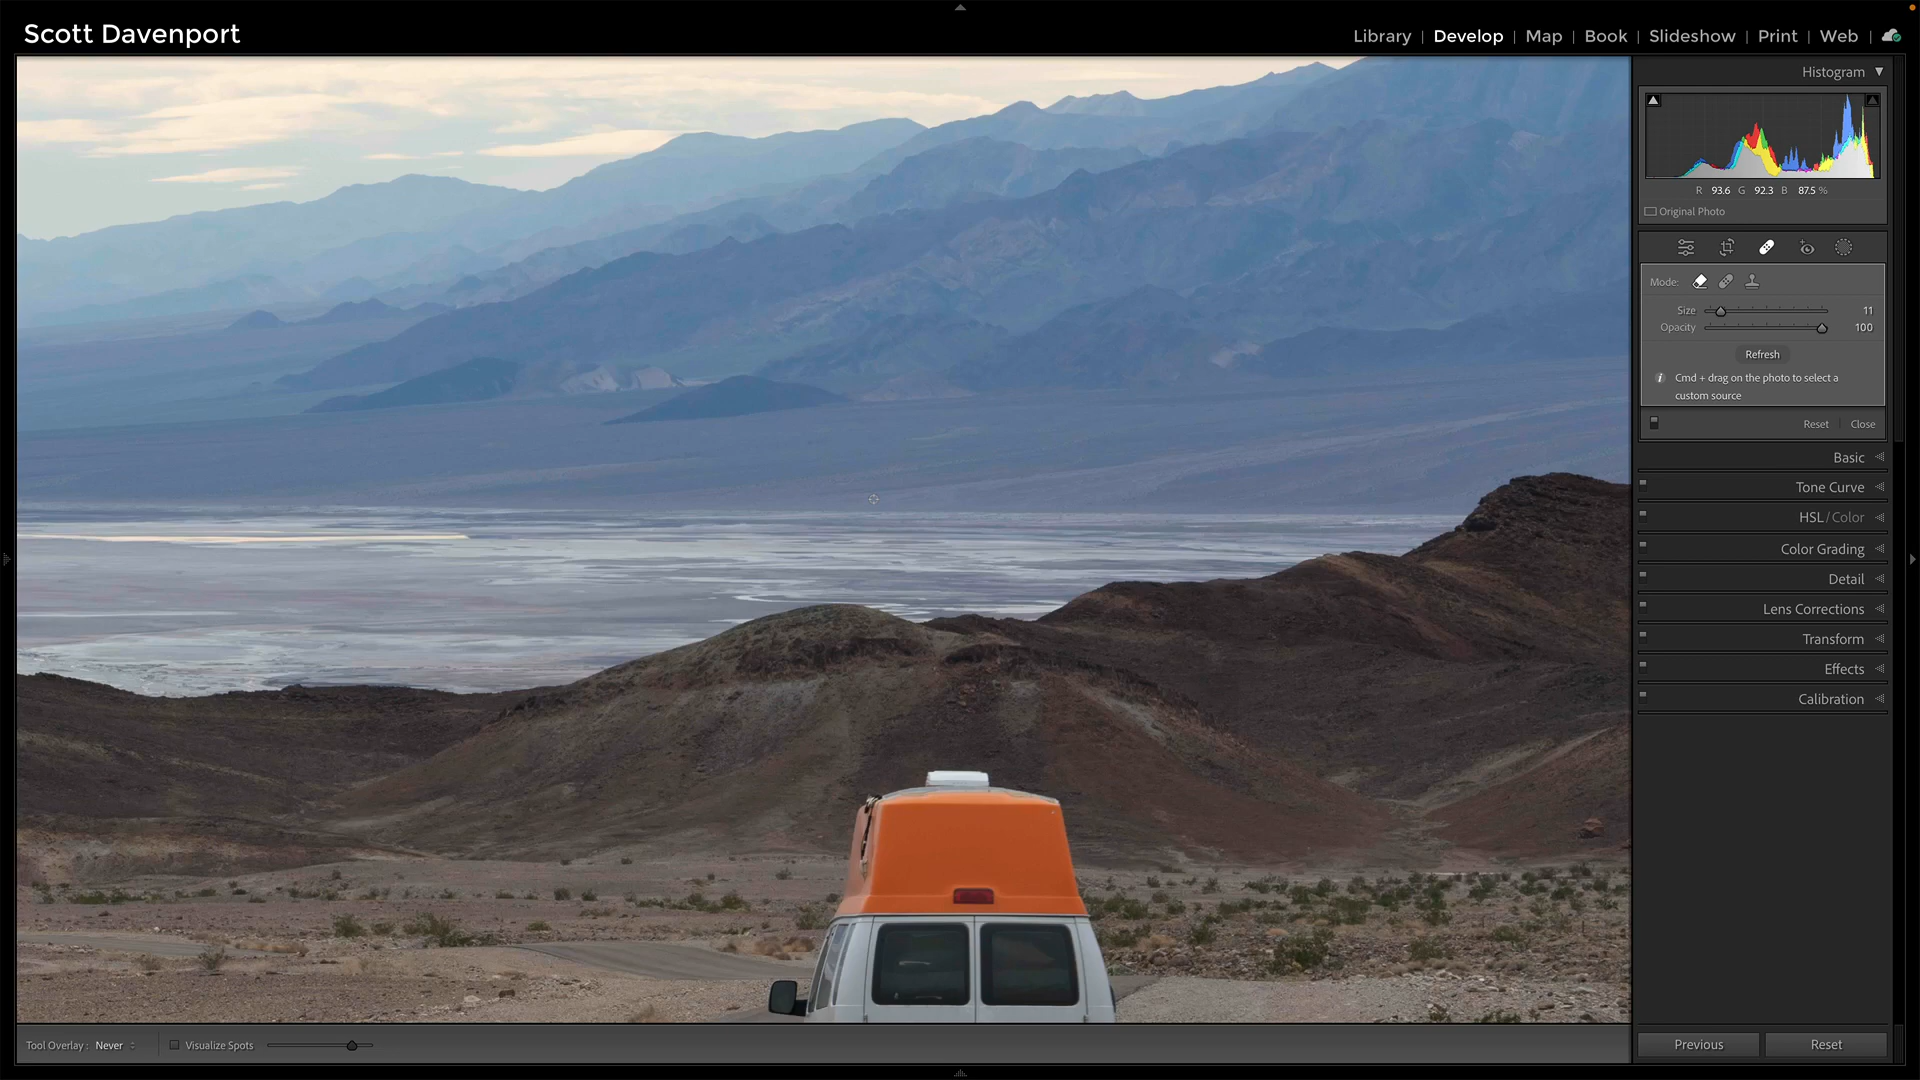 Scott Davenport
Library | Develop | Map | Book | Slideshow | Print | Web |
Histogram
R 93.6 G 92.3 B 87.5 %
Original Photo
Mode:
Size 11
Opacity 100
Refresh
i Cmd + drag on the photo to select a
custom source
Reset | Close
Basic
Tone Curve
HSL / Color
Color Grading
Detail
Lens Corrections
Transform
Effects
Calibration
Tool Overlay : Never
Visualize Spots
Previous
Reset